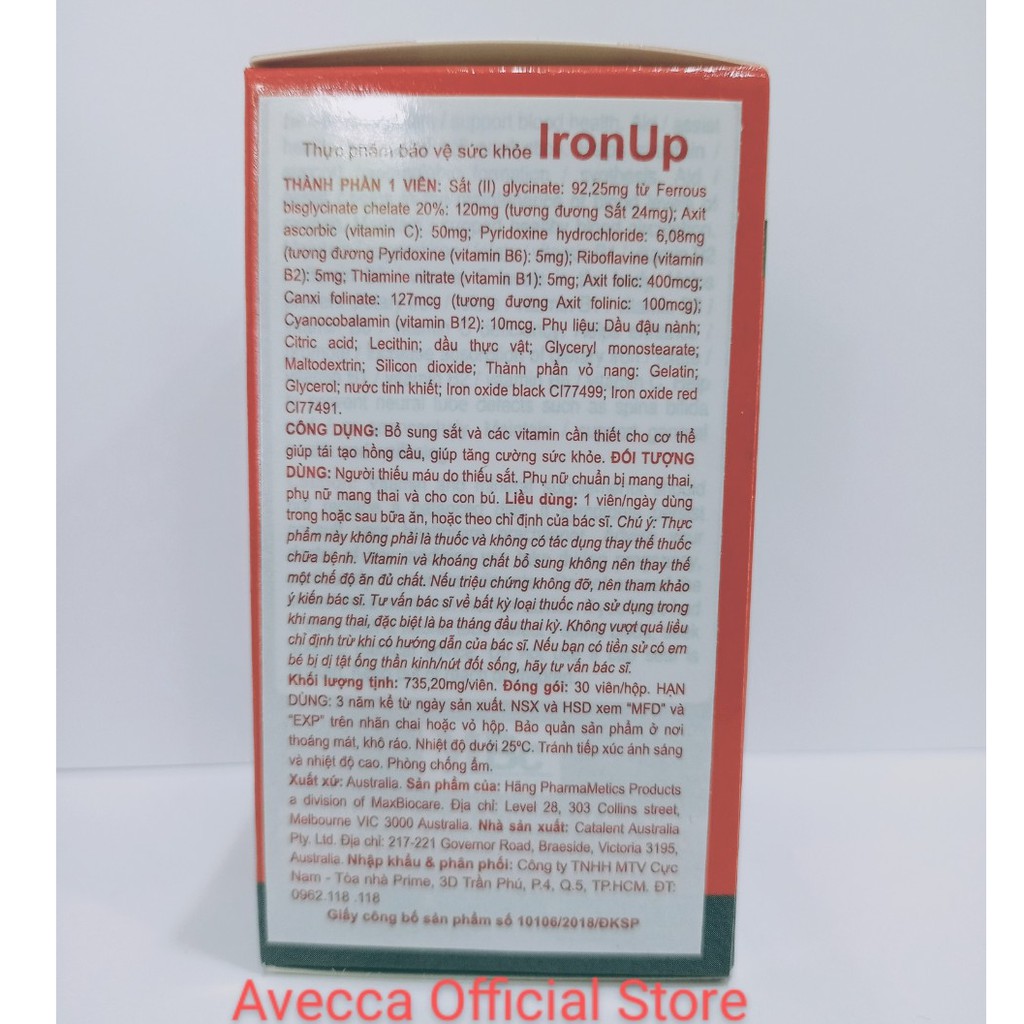 Thực phẩm bảo vệ sức khỏe IronUp
THÀNH PHẦN 1 VIÊN: Sắt (II) glycinate: 92,25mg từ Ferrous
bisglycinate chelate 20%: 120mg (tương đương Sắt 24mg); Axit
ascorbic (vitamin C): 50mg; Pyridoxine hydrochloride: 6,08mg
(tương đương Pyridoxine (vitamin B6): 5mg); Riboflavine (vitamin
B2): 5mg; Thiamine nitrate (vitamin B1): 5mg; Axit folic: 400mcg;
Canxi folinate: 127mcg (tương đương Axit folinic: 100mcg);
Cyanocobalamin (vitamin B12): 10mcg. Phụ liệu: Dầu đậu nành;
Citric acid; Lecithin; dầu thực vật; Glyceryl monostearate;
Maltodextrin; Silicon dioxide; Thành phần vỏ nang: Gelatin;
Glycerol; nước tinh khiết; Iron oxide black CI77499; Iron oxide red
CI77491.
CÔNG DỤNG: Bổ sung sắt và các vitamin cần thiết cho cơ thể
giúp tái tạo hồng cầu, giúp tăng cường sức khỏe. ĐỐI TƯỢNG
DÙNG: Người thiếu máu do thiếu sắt. Phụ nữ chuẩn bị mang thai,
phụ nữ mang thai và cho con bú. Liều dùng: 1 viên/ngày dùng
trong hoặc sau bữa ăn, hoặc theo chỉ định của bác sĩ. Chú ý: Thực
phẩm này không phải là thuốc và không có tác dụng thay thế thuốc
chữa bệnh. Vitamin và khoáng chất bổ sung không nên thay thế
một chế độ ăn đủ chất. Nếu triệu chứng không đỡ, nên tham khảo
ý kiến bác sĩ. Tư vấn bác sĩ về bất kỳ loại thuốc nào sử dụng trong
khi mang thai, đặc biệt là ba tháng đầu thai kỳ. Không vượt quá liều
chỉ định trừ khi có hướng dẫn của bác sĩ. Nếu bạn có tiền sử có em
bé bị dị tật ống thần kinh/nứt đốt sống, hãy tư vấn bác sĩ.
Khối lượng tịnh: 735,20mg/viên. Đóng gói: 30 viên/hộp. HẠN
DÙNG: 3 năm kể từ ngày sản xuất. NSX và HSD xem "MFD" và
"EXP" trên nhãn chai hoặc vỏ hộp. Bảo quản sản phẩm ở nơi
thoáng mát, khô ráo. Nhiệt độ dưới 25ºC. Tránh tiếp xúc ánh sáng
và nhiệt độ cao. Phòng chống ẩm.
Xuất xứ: Australia. Sản phẩm của: Hãng PharmaMetics Products
a division of MaxBiocare. Địa chỉ: Level 28, 303 Collins street,
Melbourne VIC 3000 Australia. Nhà sản xuất: Catalent Australia
Pty. Ltd. Địa chỉ: 217-221 Governor Road, Braeside, Victoria 3195,
Australia. Nhập khẩu & phân phối: Công ty TNHH MTV Cực
Nam - Tòa nhà Prime, 3D Trần Phú, P.4, Q.5, TP.HCM. ĐT:
0962.118 .118
Giấy công bố sản phẩm số 10106/2018/ĐKSP
Avecca Official Store